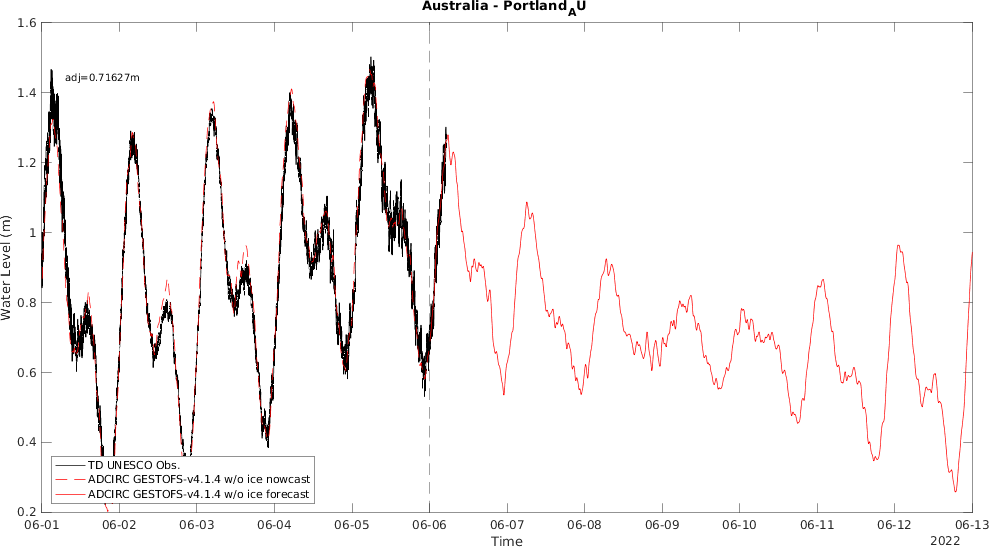 Australia - Portland_AU
1.6
1.4
1.2
1
0.8
0.6
0.4
0.2
Water Level (m)
adj=0.71627m
TD UNESCO Obs.
ADCIRC GESTOFS-v4.1.4 w/o ice nowcast
ADCIRC GESTOFS-v4.1.4 w/o ice forecast
06-01 06-02 06-03 06-04 06-05 06-06 06-07 06-08 06-09 06-10 06-11 06-12 06-13
Time
2022